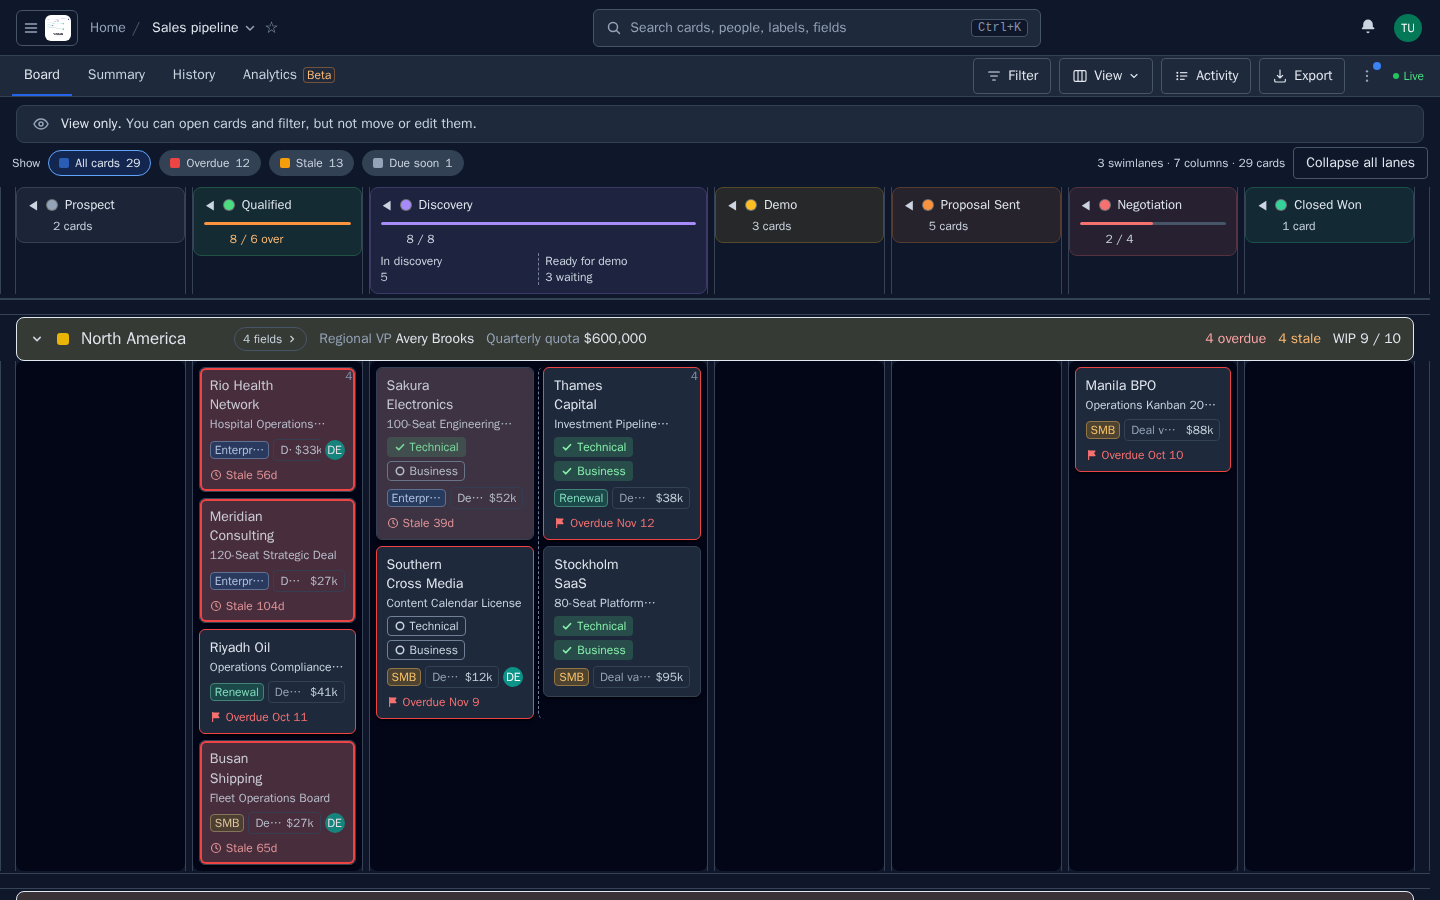 Home / Sales pipeline
Search cards, people, labels, fields Ctrl+K
TU
Board Summary History Analytics Beta
Filter View Activity Export Live
View only. You can open cards and filter, but not move or edit them.
Show All cards 29 Overdue 12 Stale 13 Due soon 1
3 swimlanes · 7 columns · 29 cards Collapse all lanes
Prospect
2 cards
Qualified
8 / 6 over
Discovery
8 / 8
In discovery
5
Ready for demo
3 waiting
Demo
3 cards
Proposal Sent
5 cards
Negotiation
2 / 4
Closed Won
1 card
North America 4 fields Regional VP Avery Brooks Quarterly quota $600,000
4 overdue 4 stale WIP 9 / 10
4
Rio Health
Network
Hospital Operations···
Enterpr··· D· $33k DE
Stale 56d
Meridian
Consulting
120-Seat Strategic Deal
Enterpr··· D··· $27k
Stale 104d
Riyadh Oil
Operations Compliance···
Renewal De··· $41k
Overdue Oct 11
Busan
Shipping
Fleet Operations Board
SMB De··· $27k DE
Stale 65d
Sakura
Electronics
100-Seat Engineering···
Technical
Business
Enterpr··· De··· $52k
Stale 39d
Southern
Cross Media
Content Calendar License
Technical
Business
SMB De··· $12k DE
Overdue Nov 9
4
Thames
Capital
Investment Pipeline···
Technical
Business
Renewal De··· $38k
Overdue Nov 12
Stockholm
SaaS
80-Seat Platform···
Technical
Business
SMB Deal va··· $95k
Manila BPO
Operations Kanban 20···
SMB Deal v··· $88k
Overdue Oct 10